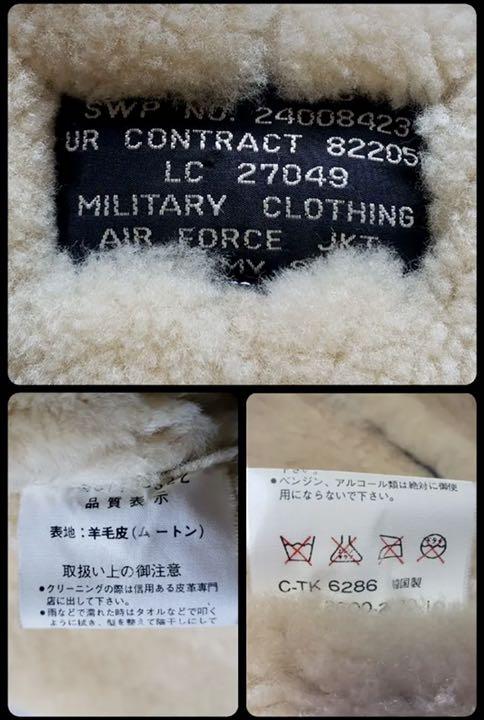 SWP NO. 24008423
UR CONTRACT 82205
LC 27049
MILITARY CLOTHING
AIR FORCE JKT
品質表示
表地:羊毛皮(ムートン)
取扱い上の御注意
●クリーニングの際は信用ある皮革専門
店に出して下さい。
●雨などで濡れた時はタオルなどで叩く
ように拭き、型を整えて陰干しにして
下さい。
●ベンジン、アルコール類は絶対に御使
用にならないで下さい。
C-TK 6286 韓国製